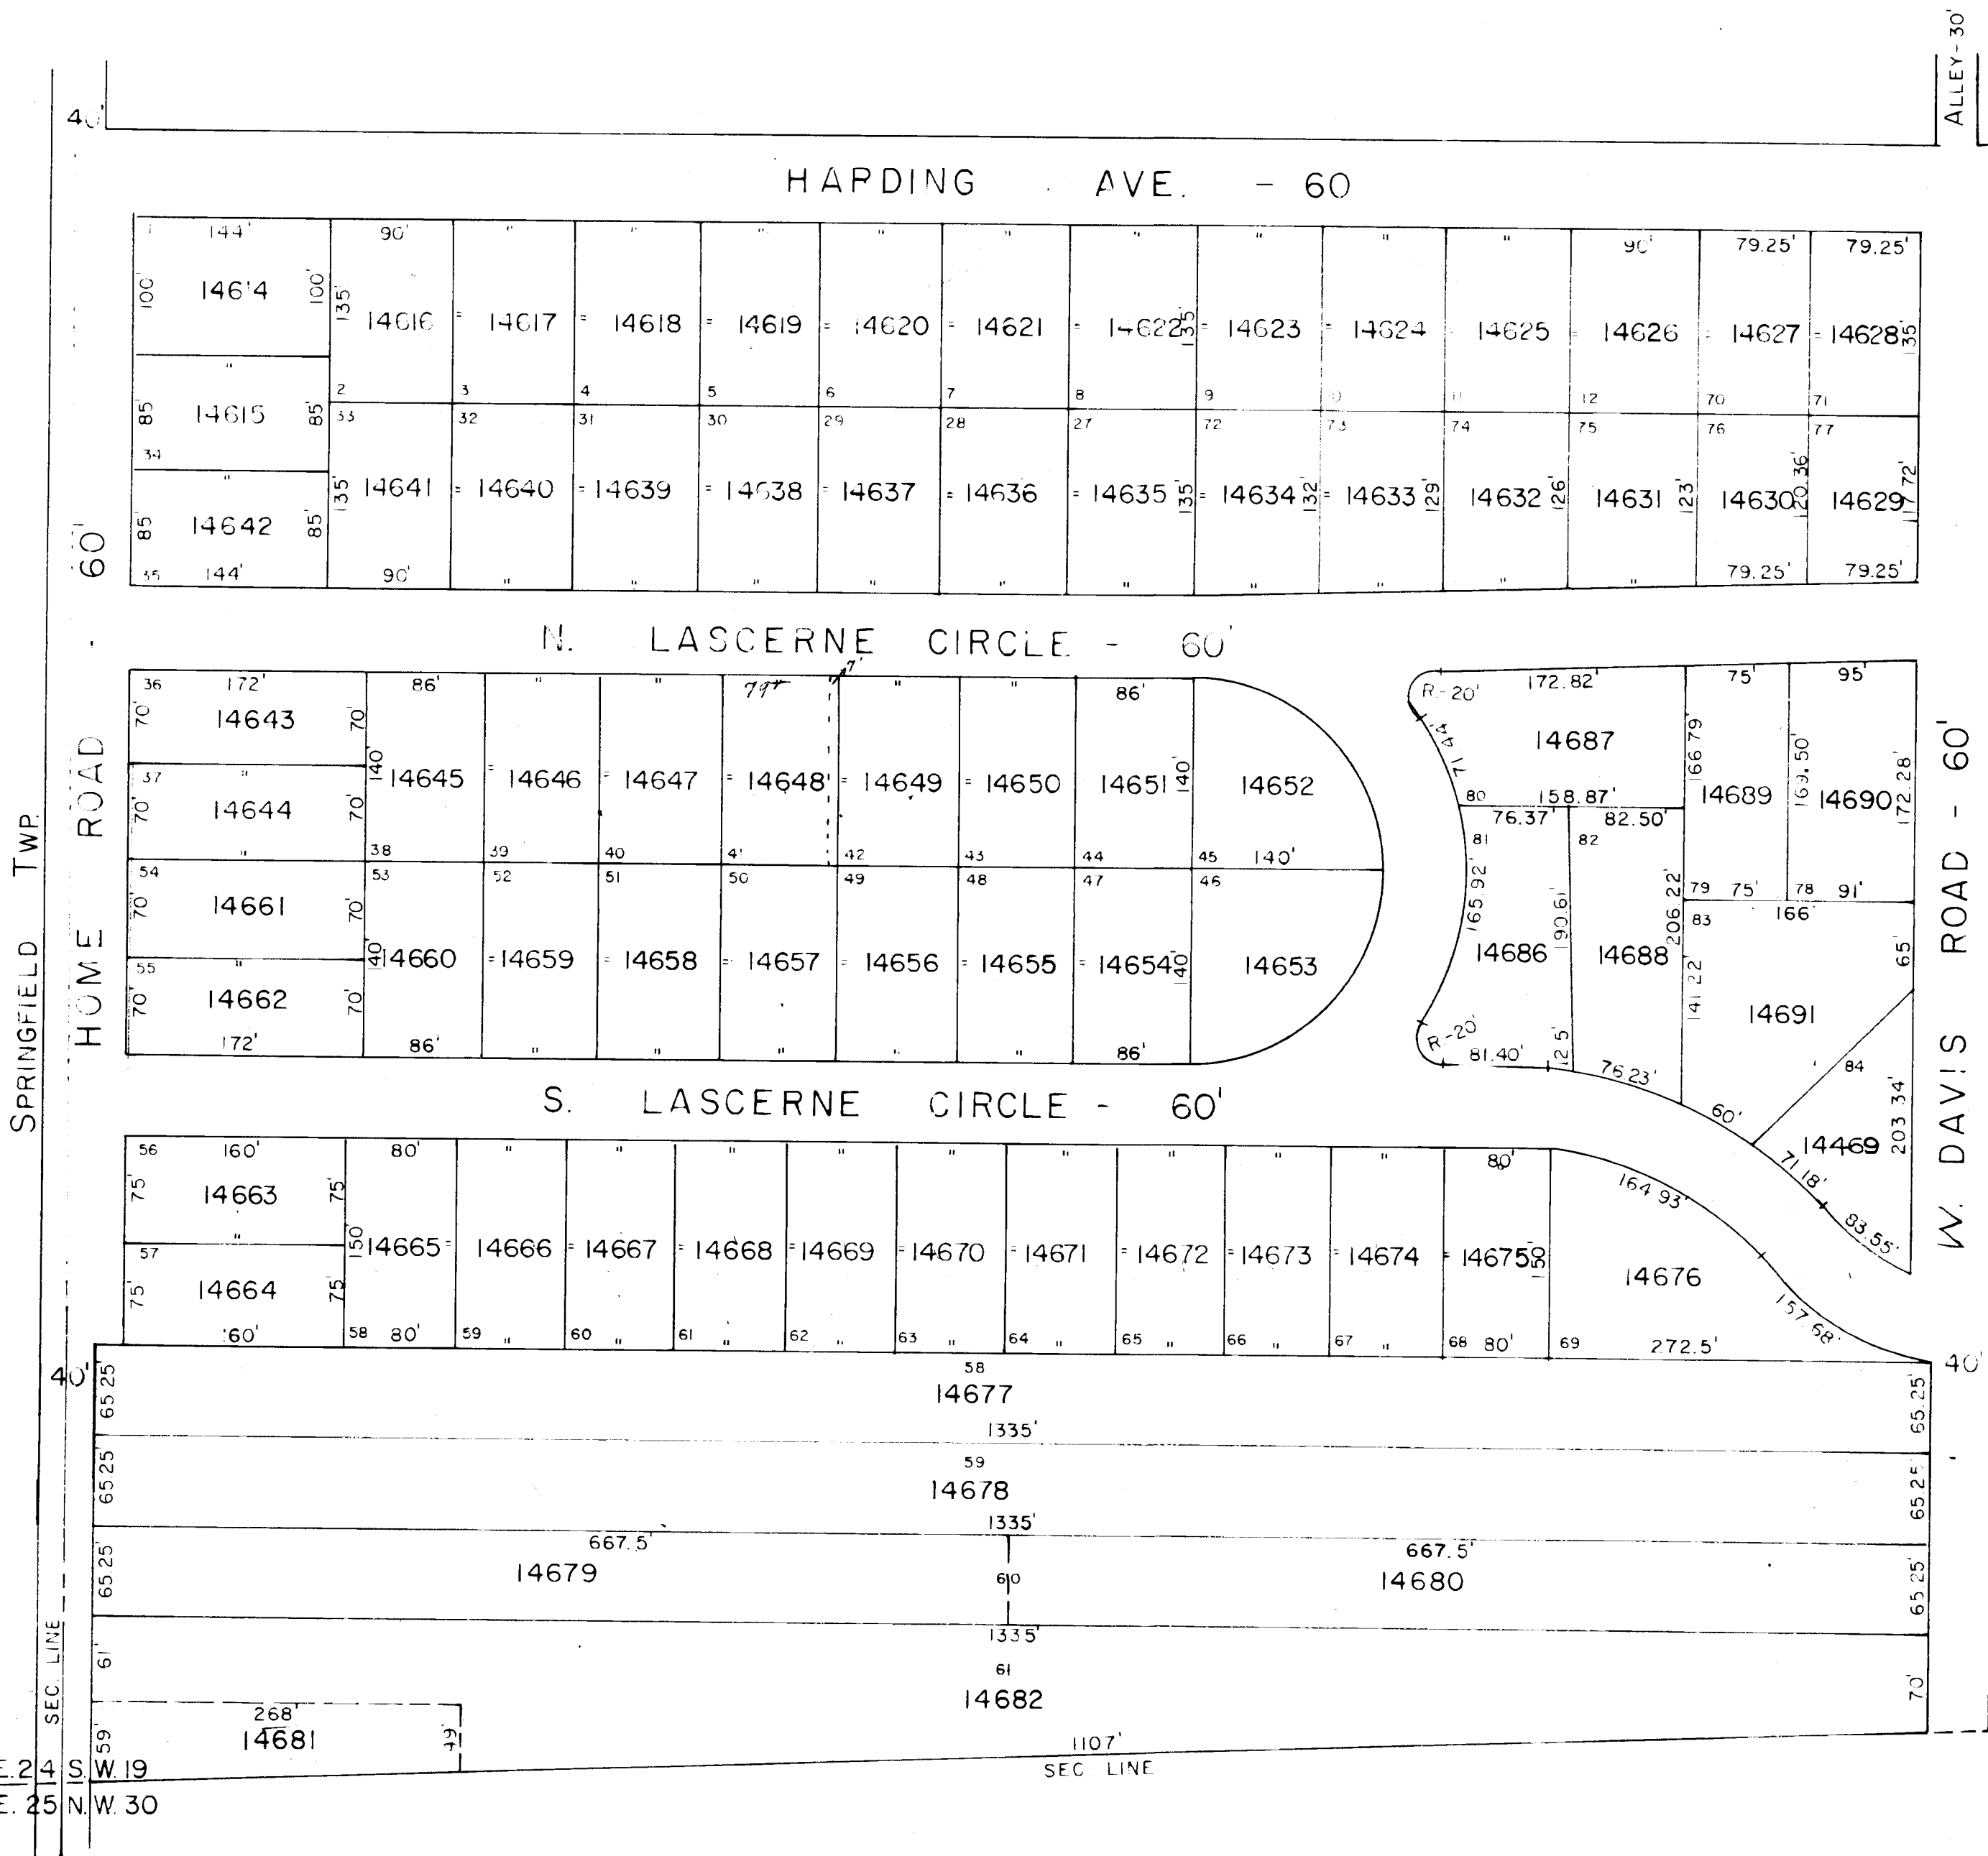 ALLEY-30'
40'
HARDING AVE. - 60
1 144' 90' " " " " " " " " " 90' 79.25' 79.25'
100' 14614 100' 135' 14616 = 14617 = 14618 = 14619 = 14620 = 14621 = 14622 135' = 14623 = 14624 = 14625 = 14626 = 14627 = 14628 135'
"
2 3 4 5 6 7 8 9 10 11 12 70 71
85' 14615 85' 33 32 31 30 29 28 27 72 73 74 75 76 77
34
"
135' 14641 = 14640 = 14639 = 14638 = 14637 = 14636 = 14635 135' = 14634 132' = 14633 129' 14632 126' 14631 123' 14630 120.36' 14629 117.72'
85' 14642 85'
35 144' 90' " " " " " " " " " " 79.25' 79.25'
N. LASCERNE CIRCLE - 60'
7'
36 172' 86' " " 79' " " 86' R.-20' 172.82' 75' 95'
70' 14643 70' 71.44' 14687 166.79' 169.50' 172.28'
37 "
140' 14645 = 14646 = 14647 = 14648 = 14649 = 14650 = 14651 140' 14652 80 158.87' 14689 14690
70' 14644 70' 76.37' 82.50'
" 38 39 40 41 42 43 44 45 140' 81 82
54 53 52 51 50 49 48 47 46 165.92' 190.61' 206.22' 79 75' 78 91'
70' 14661 70' 83 166' 65'
55 "
140' 14660 = 14659 = 14658 = 14657 = 14656 = 14655 = 14654 140' 14653 14686 14688 141.22' 14691
70' 14662 70'
172' 86' " " " " " 86' R.-20' 81.40' 12.5' 76.23' 84
S. LASCERNE CIRCLE - 60'
60' 14469 203.34'
71.18'
83.55'
56 160' 80' " " " " " " " " " 80' 164.93'
75' 14663 75'
57 "
150' 14665 = 14666 = 14667 = 14668 = 14669 = 14670 = 14671 = 14672 = 14673 = 14674 = 14675 150' 14676
75' 14664 75' 157.68'
160' 58 80' 59 " 60 " 61 " 62 " 63 " 64 " 65 " 66 " 67 " 68 80' 69 272.5'
40' 40'
65.25' 58 65.25'
14677
1335'
65.25' 59 65.25'
14678
1335'
667.5' 667.5'
65.25' 14679 60 14680 65.25'
1335'
61' 61 70'
14682
268'
59' 14681 49'
1107'
SEC. LINE
E. 24 S.W. 19
E. 25 N.W. 30
SEC. LINE
SPRINGFIELD TWP.
HOME ROAD - 60'
W. DAVIS ROAD - 60'